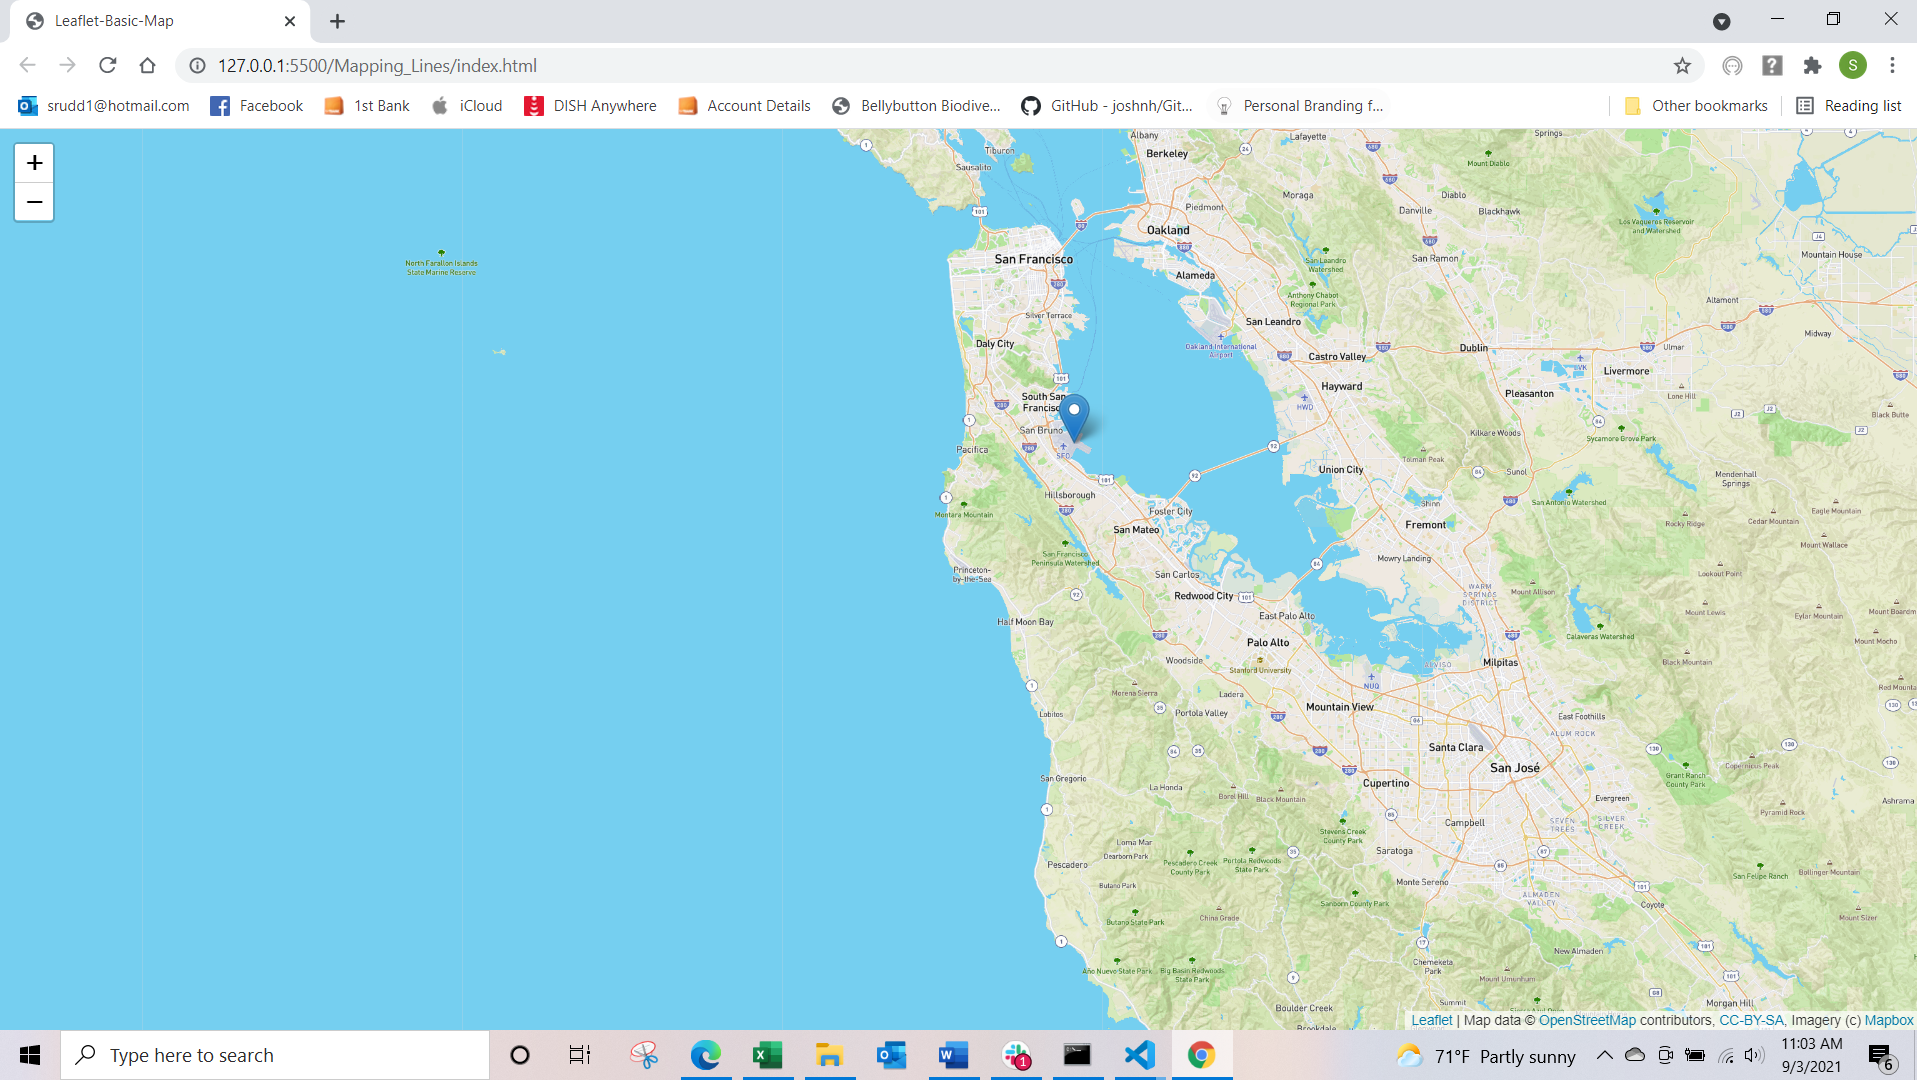 Leaflet-Basic-Map
127.0.0.1:5500/Mapping_Lines/index.html
S
srudd1@hotmail.com
Facebook
1st Bank
iCloud
DISH Anywhere
Account Details
Bellybutton Biodive...
GitHub - joshnh/Git...
Personal Branding f...
Other bookmarks
Reading list
+
−
Albany
Berkeley
Lafayette
Springs
Tiburon
Sausalito
Mount Diablo
Moraga
Diablo
Piedmont
Danville
Blackhawk
Los Vaqueros Reservoir
and Watershed
Oakland
San Francisco
North Farallon Islands
State Marine Reserve
San Leandro
Watershed
San Ramon
Mountain House
Alameda
Anthony Chabot
Regional Park
Altamont
Silver Terrace
San Leandro
Midway
Daly City
Oakland International
Airport
Castro Valley
Dublin
Ulmar
Livermore
Hayward
Pleasanton
Lone Hill
South San
Francisco
HWD
Black Butte
San Bruno
Kilkare Woods
Sycamore Grove Park
Pacifica
SFO
Tolman Peak
Union City
Sunol
Mendenhall
Springs
Hillsborough
Shinn
San Antonio Watershed
Montara Mountain
Foster City
Eagle Mountain
San Mateo
Fremont
Rocky Ridge
Cedar Mountain
Mount Wallace
San Francisco
Peninsula Watershed
Mowry Landing
Princeton-
by-the-Sea
San Carlos
Lookout Point
WARM
SPRINGS
DISTRICT
Mount Allison
Redwood City
East Palo Alto
Mount Lewis
Eylar Mountain
Mount Boardm
Half Moon Bay
Calaveras Watershed
Mount Mocho
Palo Alto
Woodside
Stanford University
ALVISO
Milpitas
Black Mountain
NUQ
Red Mounta
Menera Sierra
Ladera
Mountain View
Lobitos
Portola Valley
East Foothills
ALUM ROCK
Santa Clara
San José
Copernicus Peak
San Gregorio
La Honda
Cupertino
Grant Ranch
County Park
Borel Hill
Black Mountain
Evergreen
Ashrama
Pyramid Rock
Stevens Creek
County Park
Campbell
SEVEN
TREES
SILVER
CREEK
Loma Mar
Dearborn Park
Saratoga
Pescadero
Pescadero Creek
County Park
Portola Redwoods
State Park
Bollinger Mountain
San Felipe Ranch
Butano Park
Monte Sereno
Sanborn County Park
ALMADEN
VALLEY
Coyote
Butano State Park
China Grade
Mount Sizer
New Almaden
Año Nuevo State Park
Big Basin Redwoods
State Park
Chemeketa
Park
Mount Umunhum
Summit
Morgan Hill
Boulder Creek
Brookdale
Leaflet | Map data © OpenStreetMap contributors, CC-BY-SA, Imagery (c) Mapbox
Type here to search
1
71°F Partly sunny
11:03 AM
9/3/2021
6